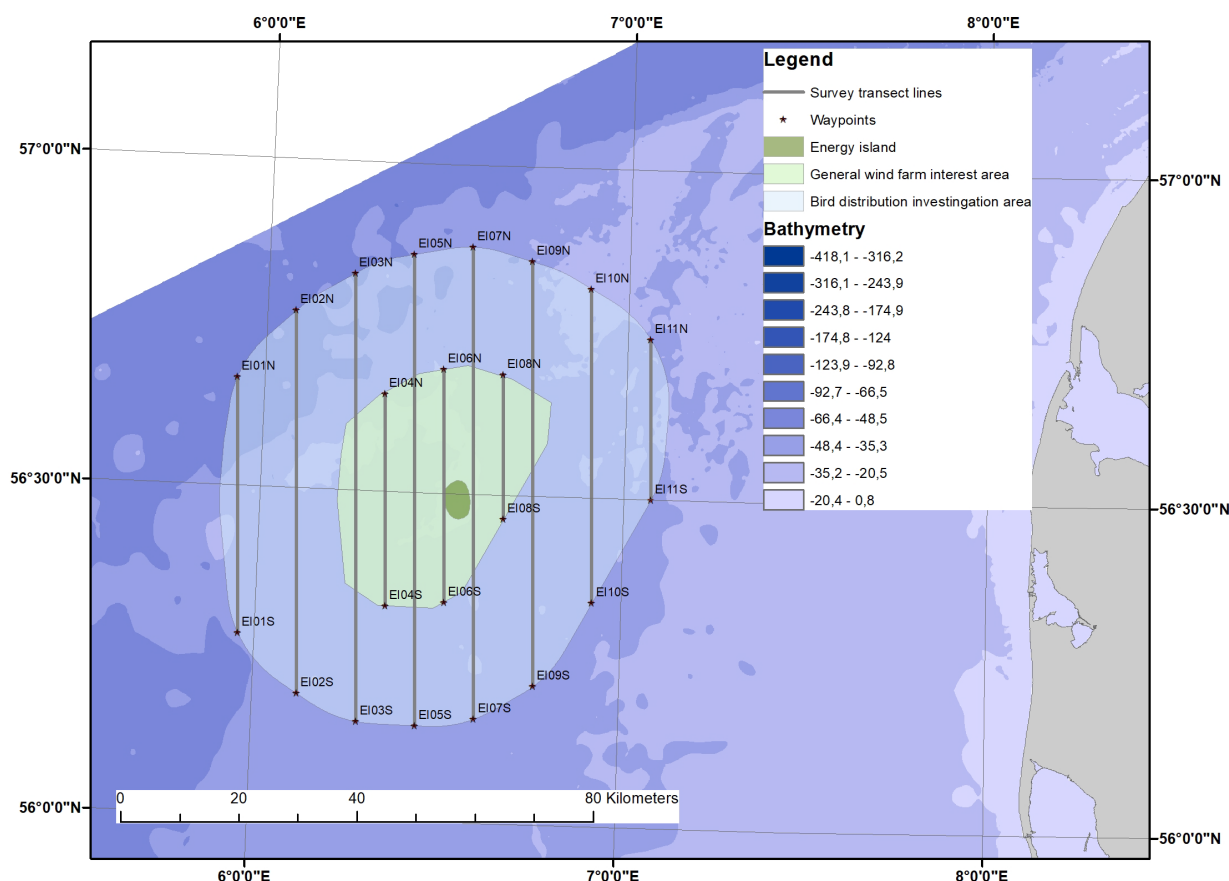 6°0'0"E 7°0'0"E 8°0'0"E
Legend
Survey transect lines
Waypoints
Energy island
General wind farm interest area
Bird distribution investingation area
Bathymetry
-418,1 - -316,2
-316,1 - -243,9
-243,8 - -174,9
-174,8 - -124
-123,9 - -92,8
-92,7 - -66,5
-66,4 - -48,5
-48,4 - -35,3
-35,2 - -20,5
-20,4 - 0,8
57°0'0"N
57°0'0"N
EI07N
EI05N
EI09N
EI03N
EI10N
EI02N
EI11N
EI01N
EI06N
EI08N
EI04N
56°30'0"N
EI11S
56°30'0"N
EI08S
EI04S
EI06S
EI10S
EI01S
EI02S
EI09S
EI03S
EI05S
EI07S
0 20 40 80 Kilometers
56°0'0"N
56°0'0"N
6°0'0"E 7°0'0"E 8°0'0"E